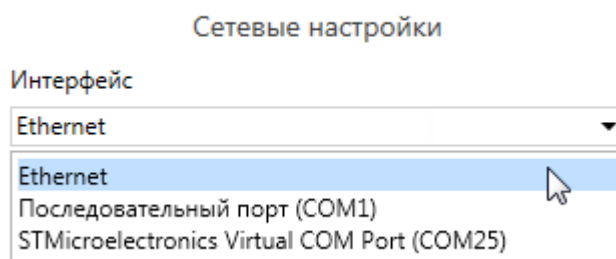 Сетевые настройки
Интерфейс
Ethernet
Ethernet
Последовательный порт (COM1)
STMicroelectronics Virtual COM Port (COM25)